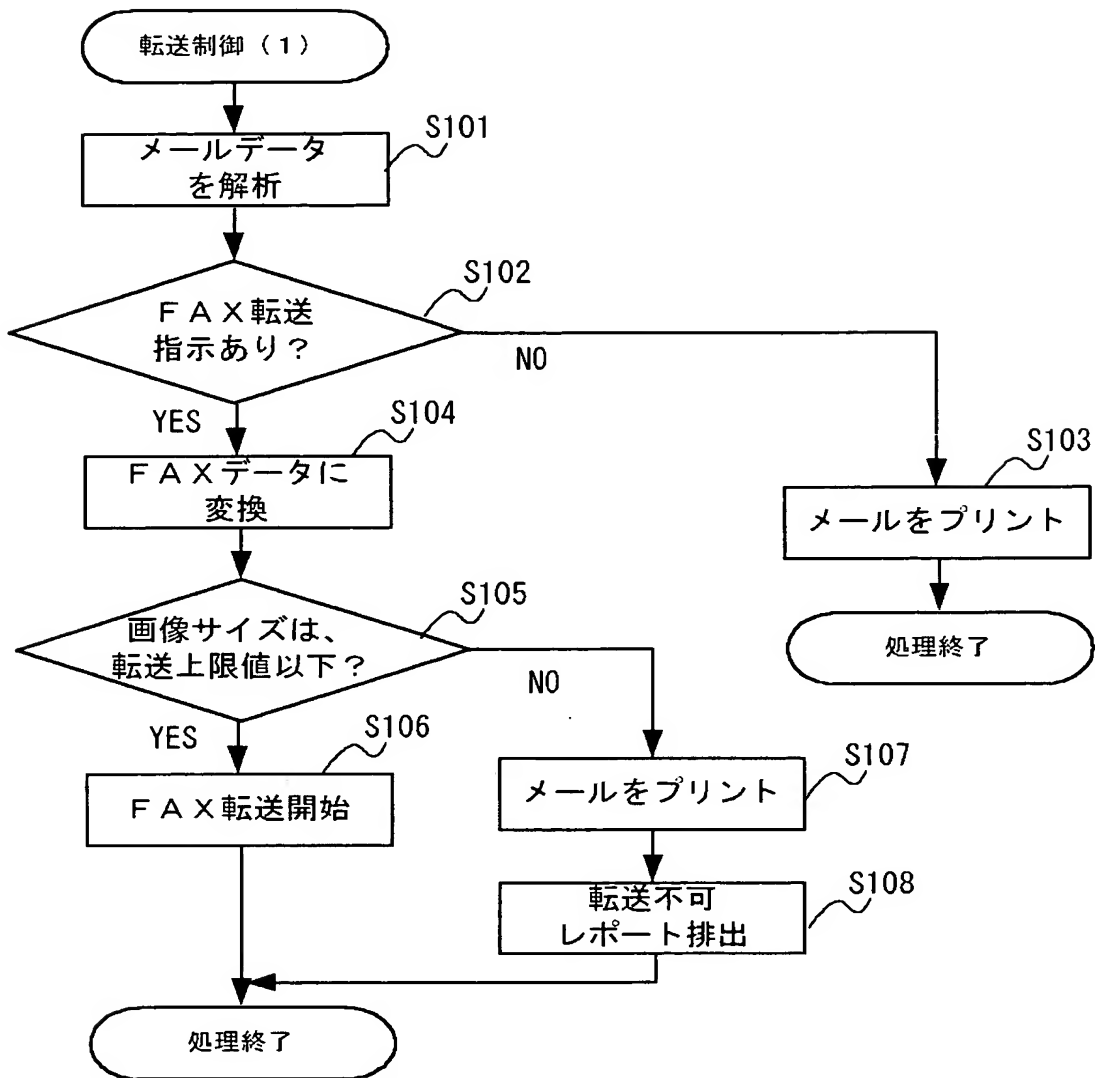 転送制御（１）
S101
メールデータ
を解析
S102
ＦＡＸ転送
指示あり？
NO
YES
S104
ＦＡＸデータに
変換
S103
メールをプリント
処理終了
S105
画像サイズは、
転送上限値以下？
NO
YES
S106
ＦＡＸ転送開始
S107
メールをプリント
S108
転送不可
レポート排出
処理終了